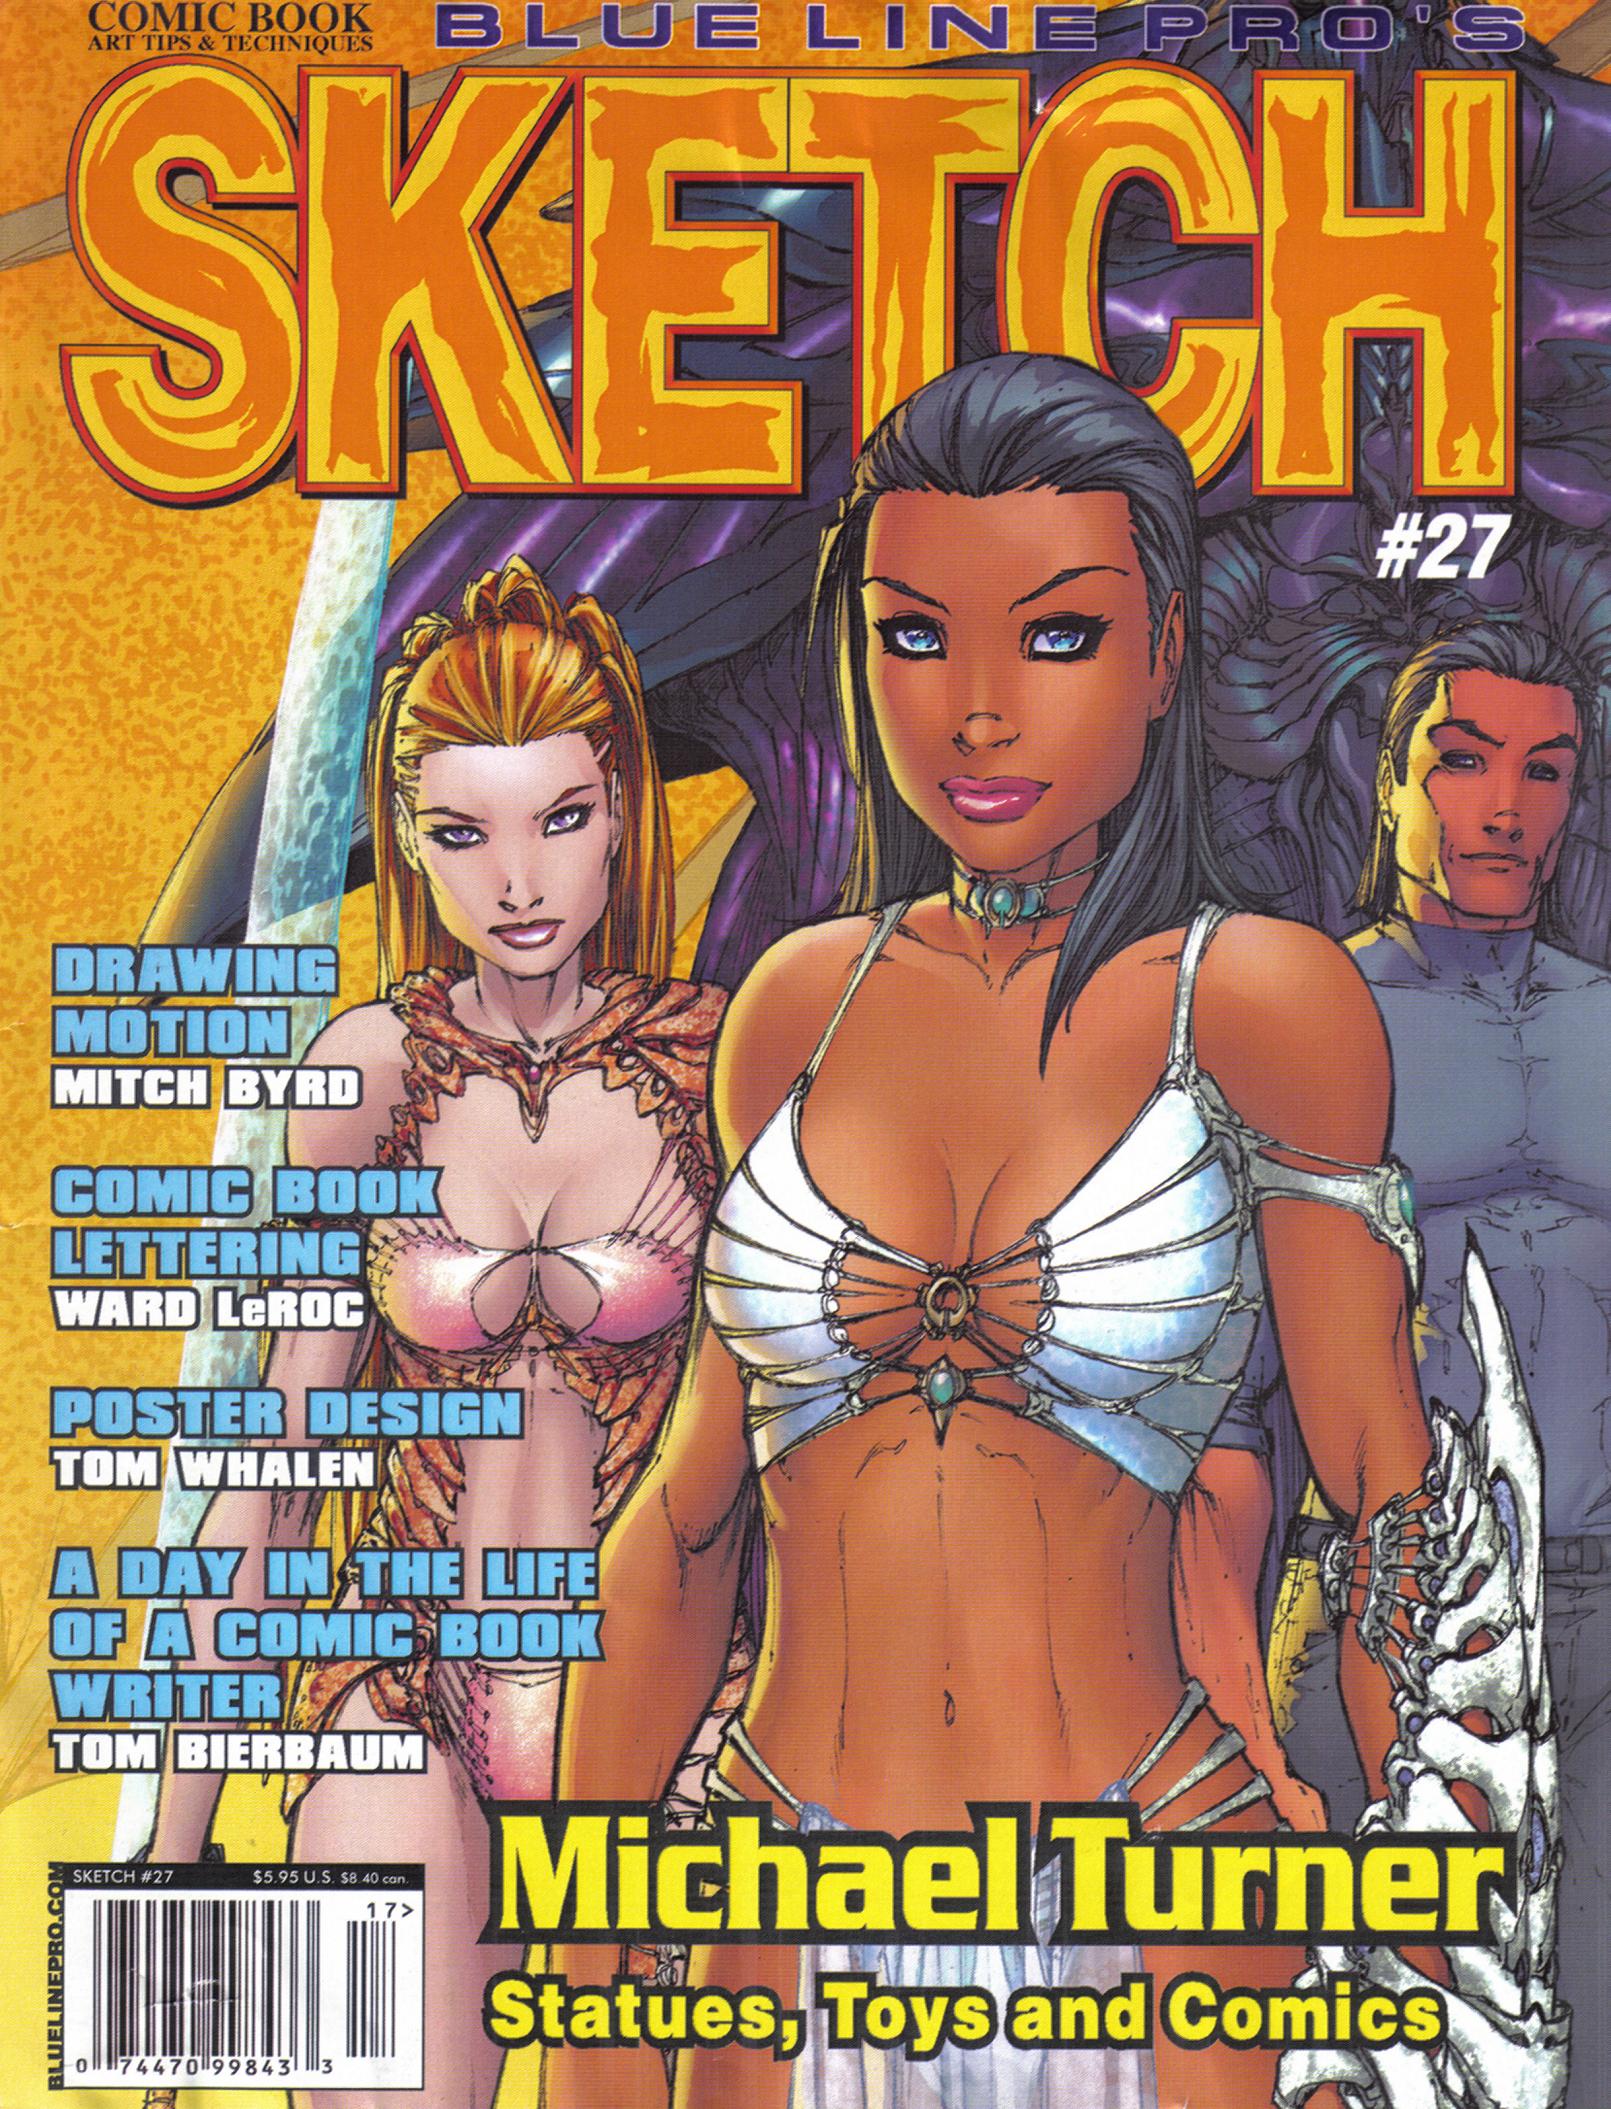 COMIC BOOK
ART TIPS & TECHNIQUES
BLUE LINE PRO'S
SKETCH
#27
DRAWING
MOTION
MITCH BYRD
COMIC BOOK
LETTERING
WARD LeROC
POSTER DESIGN
TOM WHALEN
A DAY IN THE LIFE
OF A COMIC BOOK
WRITER
TOM BIERBAUM
Michael Turner
Statues, Toys and Comics
BLUELINEPRO.COM
SKETCH #27 $5.95 U.S. $8.40 can.
17>
0 74470 99843 3